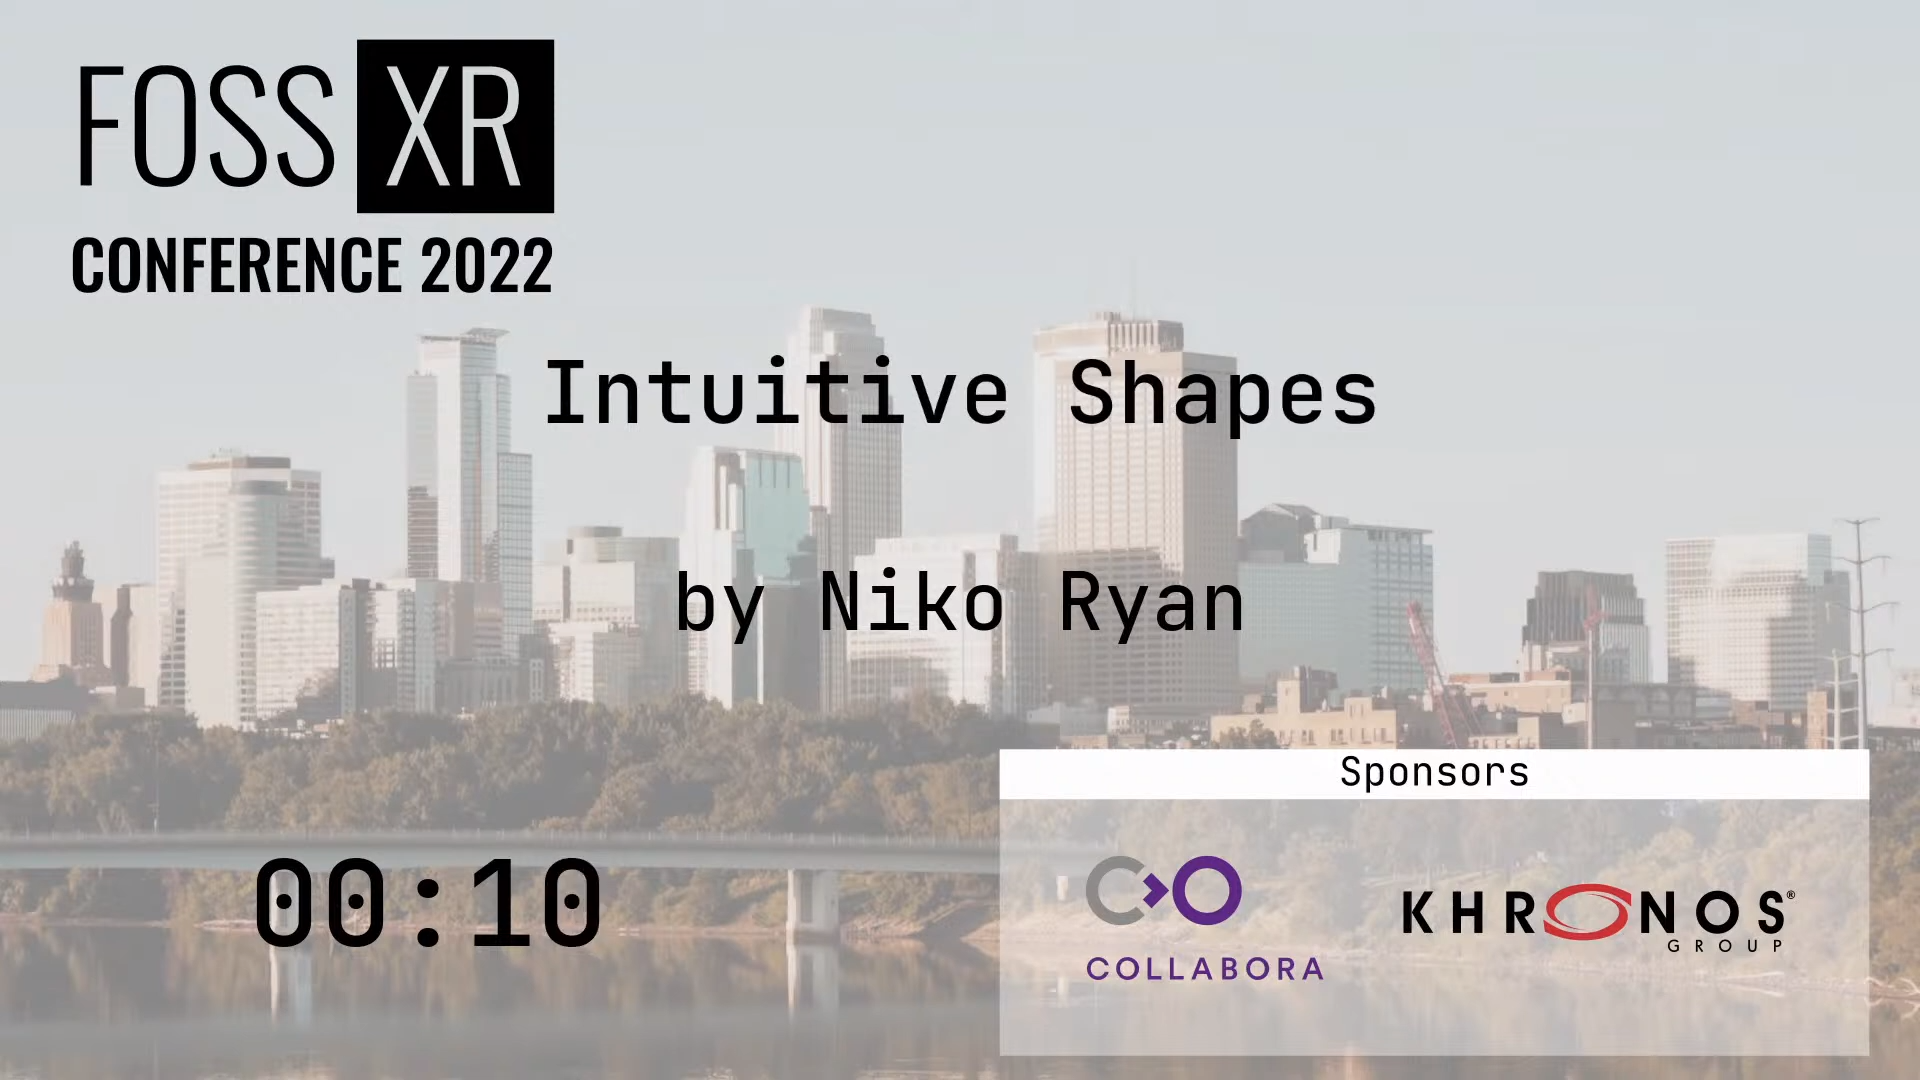 FOSS XR
CONFERENCE 2022
Intuitive Shapes
by Niko Ryan
00:10
Sponsors
COLLABORA
KHRONOS®
GROUP